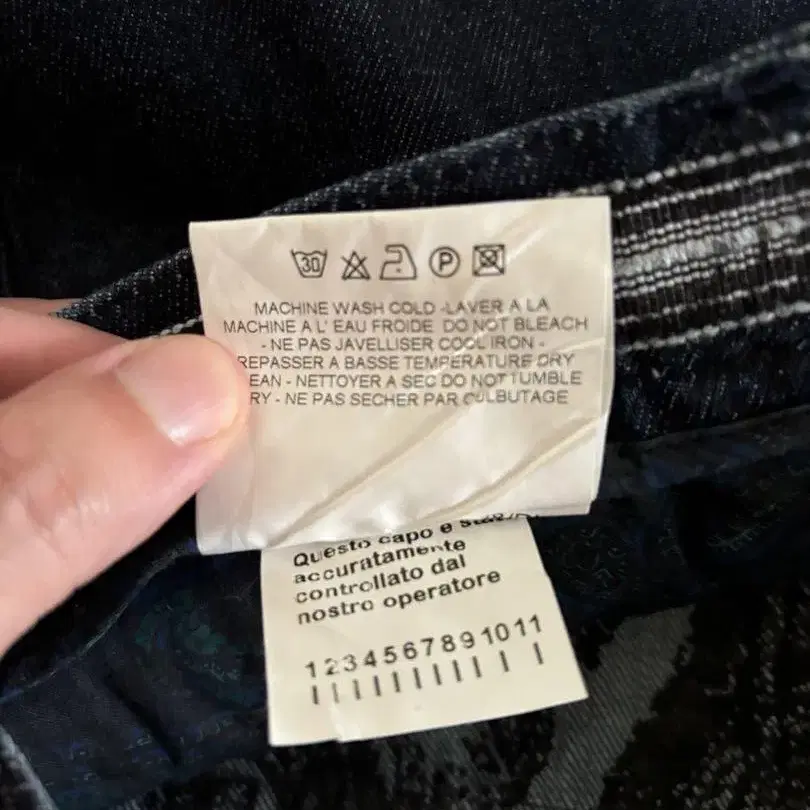 30 P
MACHINE WASH COLD -LAVER A LA
MACHINE A L' EAU FROIDE DO NOT BLEACH
- NE PAS JAVELLISER COOL IRON -
REPASSER A BASSE TEMPERATURE DRY
EAN - NETTOYER A SEC DO NOT TUMBLE
RY - NE PAS SECHER PAR CULBUTAGE
Questo capo e
accuratamente
controllato dal
nostro operatore
1234567891011